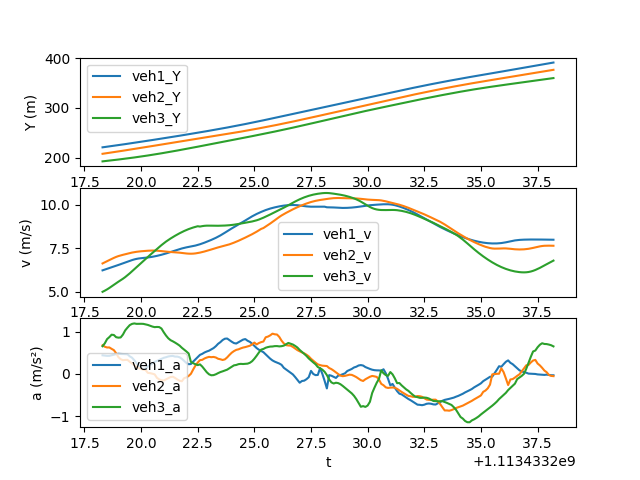 400
300
200
Y (m)
veh1_Y
veh2_Y
veh3_Y
17.5 20.0 22.5 25.0 27.5 30.0 32.5 35.0 37.5
10.0
7.5
5.0
v (m/s)
veh1_v
veh2_v
veh3_v
17.5 20.0 22.5 25.0 27.5 30.0 32.5 35.0 37.5
1
0
−1
a (m/s²)
veh1_a
veh2_a
veh3_a
17.5 20.0 22.5 25.0 27.5 30.0 32.5 35.0 37.5
t
+1.1134332e9